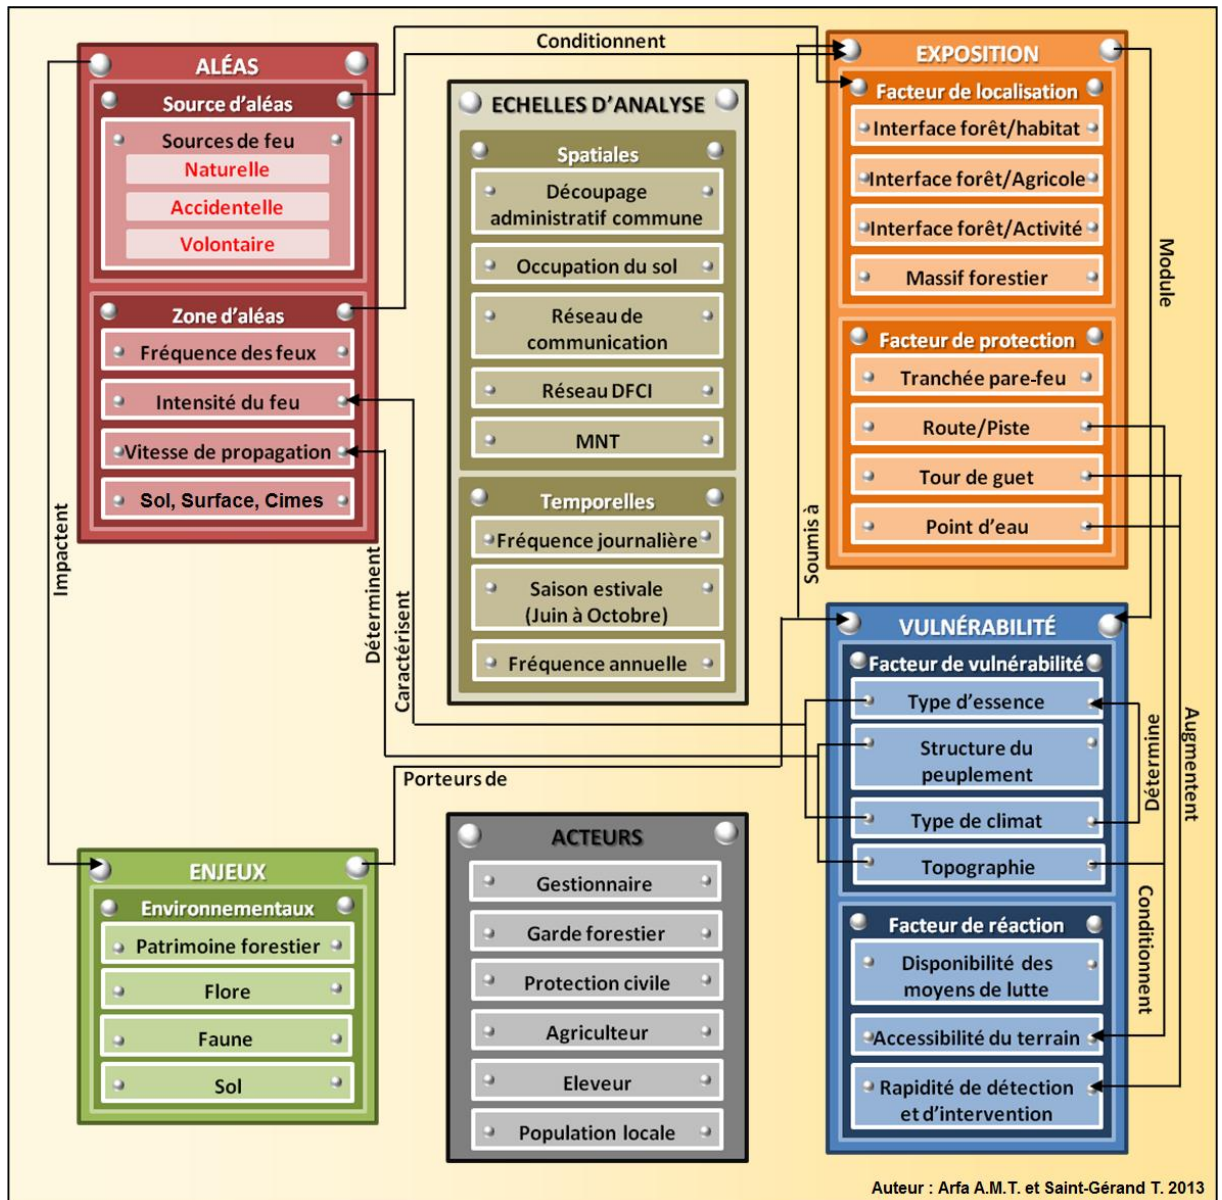 Conditionnent
ALÉAS
Source d'aléas
Sources de feu
Naturelle
Accidentelle
Volontaire
Zone d'aléas
Fréquence des feux
Intensité du feu
Vitesse de propagation
Sol, Surface, Cimes
Impactent
Déterminent
Caractérisent
ECHELLES D'ANALYSE
Spatiales
Découpage
administratif commune
Occupation du sol
Réseau de
communication
Réseau DFCI
MNT
Temporelles
Fréquence journalière
Saison estivale
(Juin à Octobre)
Fréquence annuelle
EXPOSITION
Facteur de localisation
Interface forêt/habitat
Interface forêt/Agricole
Interface forêt/Activité
Massif forestier
Facteur de protection
Tranchée pare-feu
Route/Piste
Tour de guet
Point d'eau
Module
Soumis à
VULNÉRABILITÉ
Facteur de vulnérabilité
Type d'essence
Structure du
peuplement
Type de climat
Topographie
Facteur de réaction
Disponibilité des
moyens de lutte
Accessibilité du terrain
Rapidité de détection
et d'intervention
Détermine
Augmentent
Conditionnent
Porteurs de
ENJEUX
Environnementaux
Patrimoine forestier
Flore
Faune
Sol
ACTEURS
Gestionnaire
Garde forestier
Protection civile
Agriculteur
Eleveur
Population locale
Auteur : Arfa A.M.T. et Saint-Gérand T. 2013